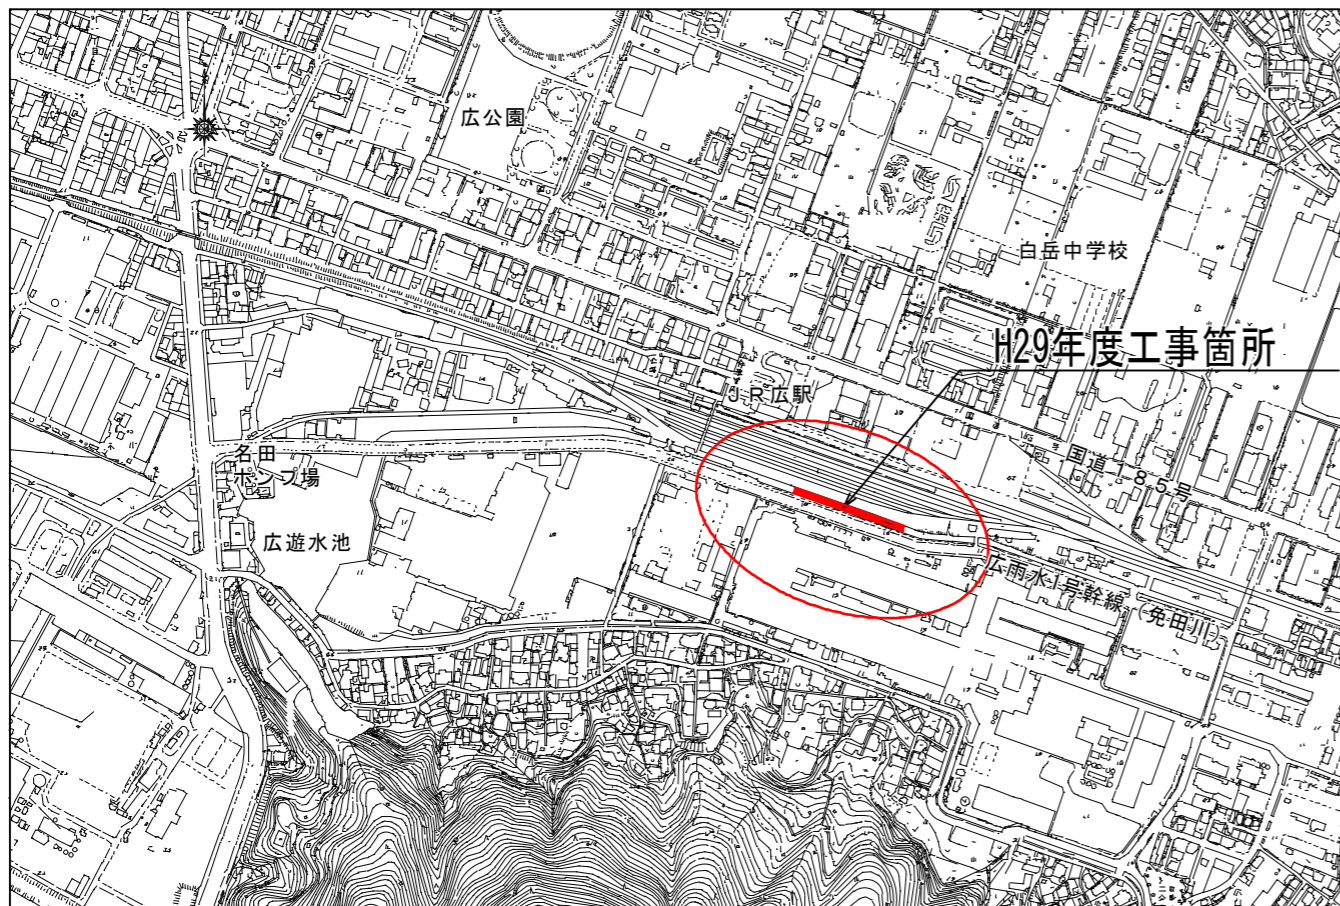 広公園
白岳中学校
H29年度工事箇所
JR広駅
国道185号
名田
ポンプ場
広遊水池
広雨水1号幹線（免田川）